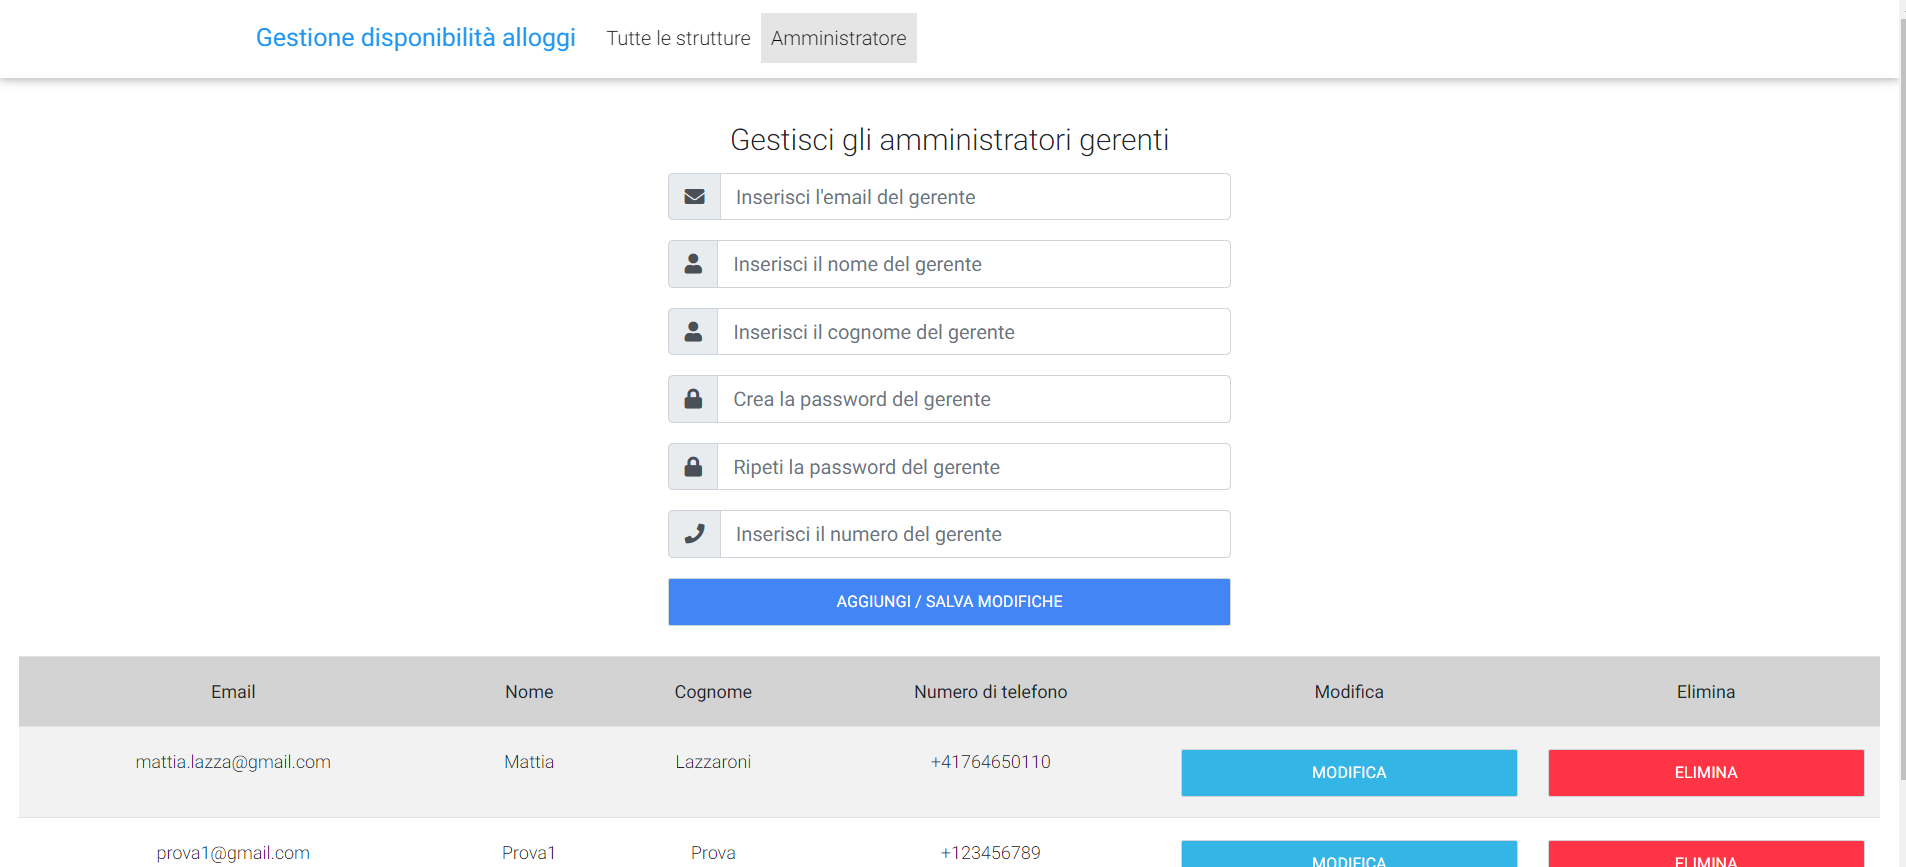 Gestione disponibilità alloggi Tutte le strutture Amministratore
Gestisci gli amministratori gerenti
Inserisci l'email del gerente
Inserisci il nome del gerente
Inserisci il cognome del gerente
Crea la password del gerente
Ripeti la password del gerente
Inserisci il numero del gerente
AGGIUNGI / SALVA MODIFICHE
Email Nome Cognome Numero di telefono Modifica Elimina
mattia.lazza@gmail.com Mattia Lazzaroni +41764650110 MODIFICA ELIMINA
prova1@gmail.com Prova1 Prova +123456789 MODIFICA ELIMINA